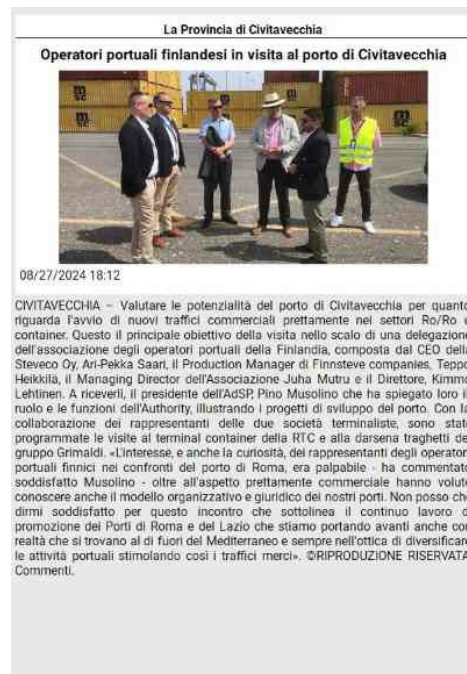 La Provincia di Civitavecchia
Operatori portuali finlandesi in visita al porto di Civitavecchia
08/27/2024 18:12
CIVITAVECCHIA – Valutare le potenzialità del porto di Civitavecchia per quanto
riguarda l'avvio di nuovi traffici commerciali prettamente nei settori Ro/Ro e
container. Questo il principale obiettivo della visita nello scalo di una delegazione
dell'associazione degli operatori portuali della Finlandia, composta dal CEO della
Steveco Oy, Ari-Pekka Saari, il Production Manager di Finnsteve companies, Teppo
Heikkilä, il Managing Director dell'Associazione Juha Mutru e il Direttore, Kimmo
Lehtinen. A riceverli, il presidente dell'AdSP, Pino Musolino che ha spiegato loro il
ruolo e le funzioni dell'Authority, illustrando i progetti di sviluppo del porto. Con la
collaborazione dei rappresentanti delle due società terminaliste, sono state
programmate le visite al terminal container della RTC e alla darsena traghetti del
gruppo Grimaldi. «L'interesse, e anche la curiosità, dei rappresentanti degli operatori
portuali finnici nei confronti del porto di Roma, era palpabile - ha commentato
soddisfatto Musolino - oltre all'aspetto prettamente commerciale hanno voluto
conoscere anche il modello organizzativo e giuridico dei nostri porti. Non posso che
dirmi soddisfatto per questo incontro che sottolinea il continuo lavoro di
promozione dei Porti di Roma e del Lazio che stiamo portando avanti anche con
realtà che si trovano al di fuori del Mediterraneo e sempre nell'ottica di diversificare
le attività portuali stimolando così i traffici merci». ©RIPRODUZIONE RISERVATA
Commenti.